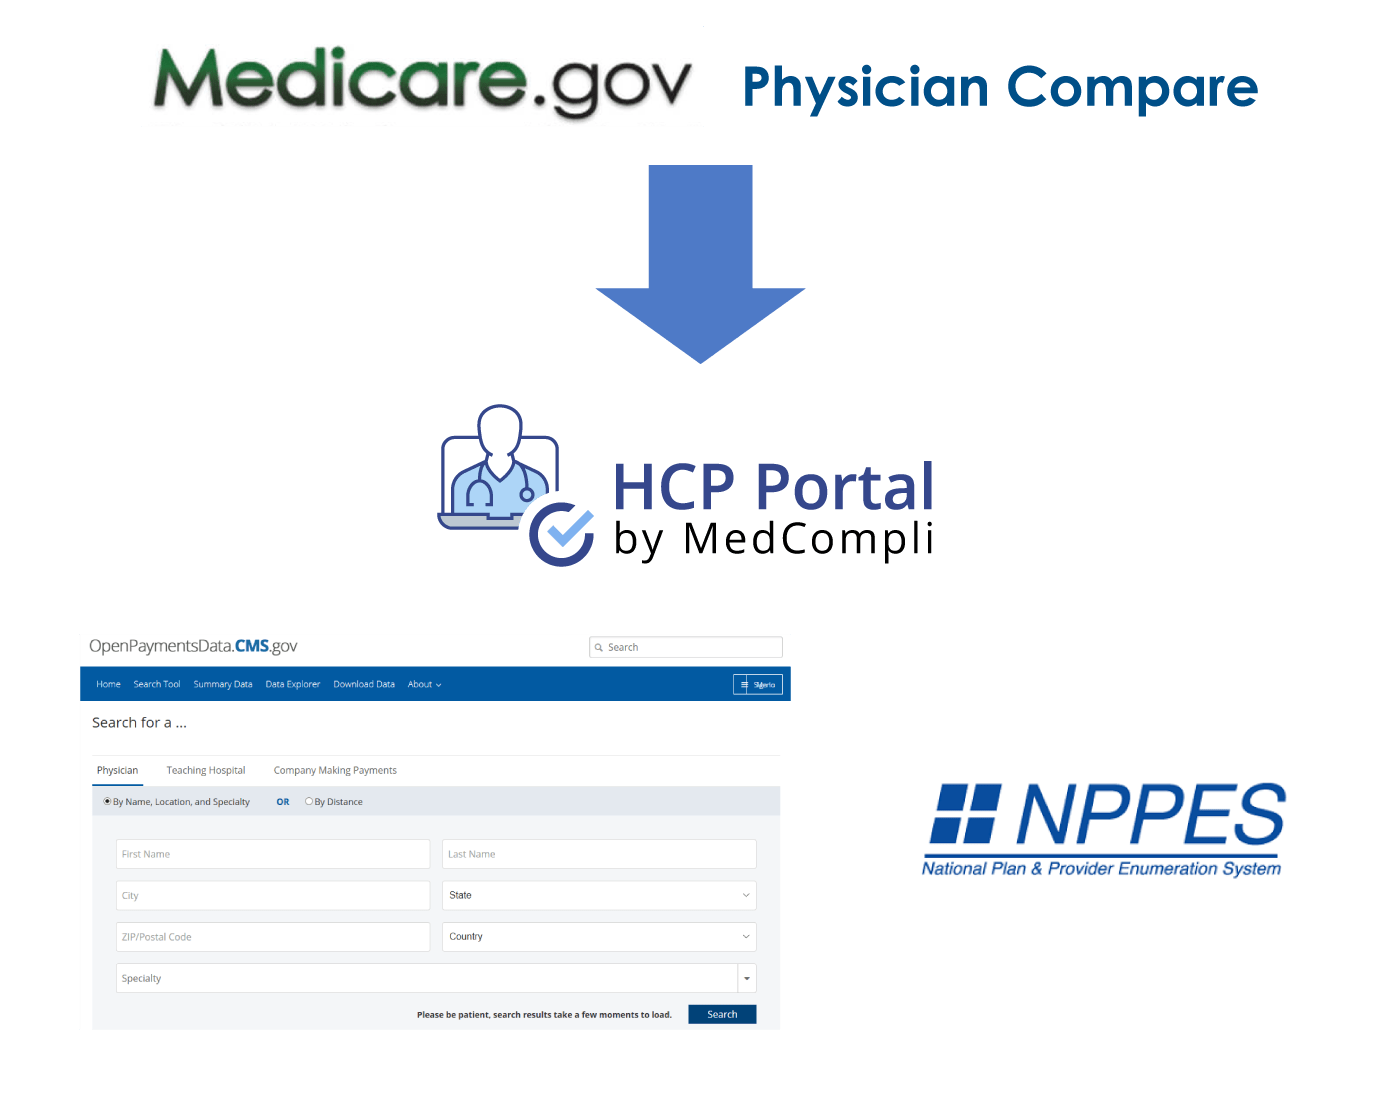 Medicare.gov Physician Compare
HCP Portal
by MedCompli
OpenPaymentsData.CMS.gov
Search
Home Search Tool Summary Data Data Explorer Download Data About
Search for a ...
Physician Teaching Hospital Company Making Payments
By Name, Location, and Specialty OR By Distance
First Name Last Name
City State
ZIP/Postal Code Country
Specialty
Please be patient, search results take a few moments to load. Search
NPPES
National Plan & Provider Enumeration System